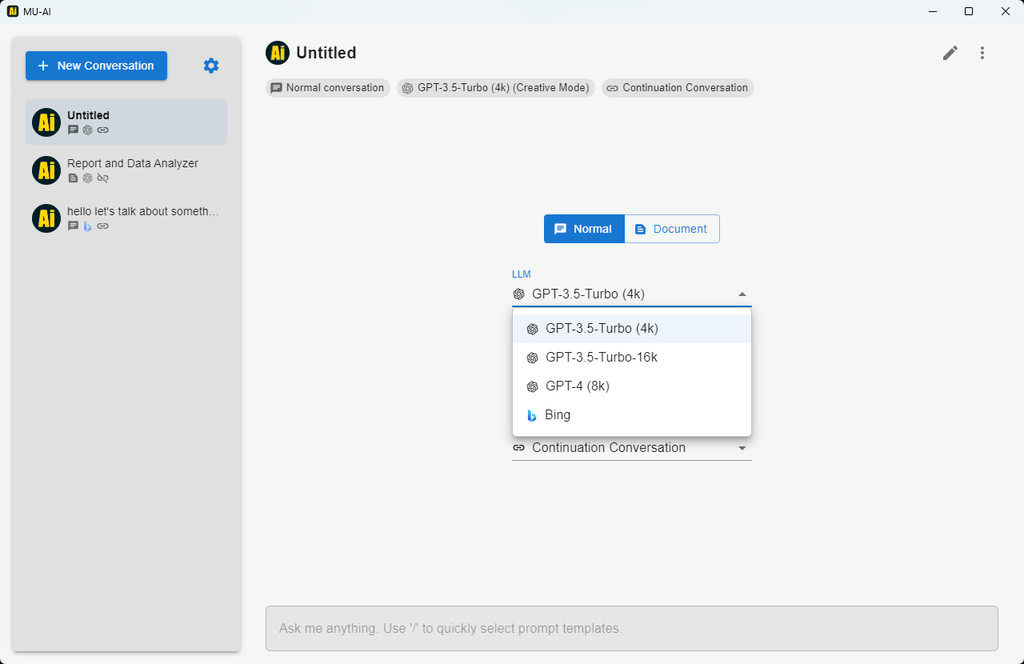 Ai MU-AI
+ New Conversation
Ai Untitled
Ai Report and Data Analyzer
Ai hello let's talk about someth...
Ai Untitled
Normal conversation GPT-3.5-Turbo (4k) (Creative Mode) Continuation Conversation
Normal Document
LLM
GPT-3.5-Turbo (4k)
GPT-3.5-Turbo (4k)
GPT-3.5-Turbo-16k
GPT-4 (8k)
Bing
Continuation Conversation
Ask me anything. Use '/' to quickly select prompt templates.